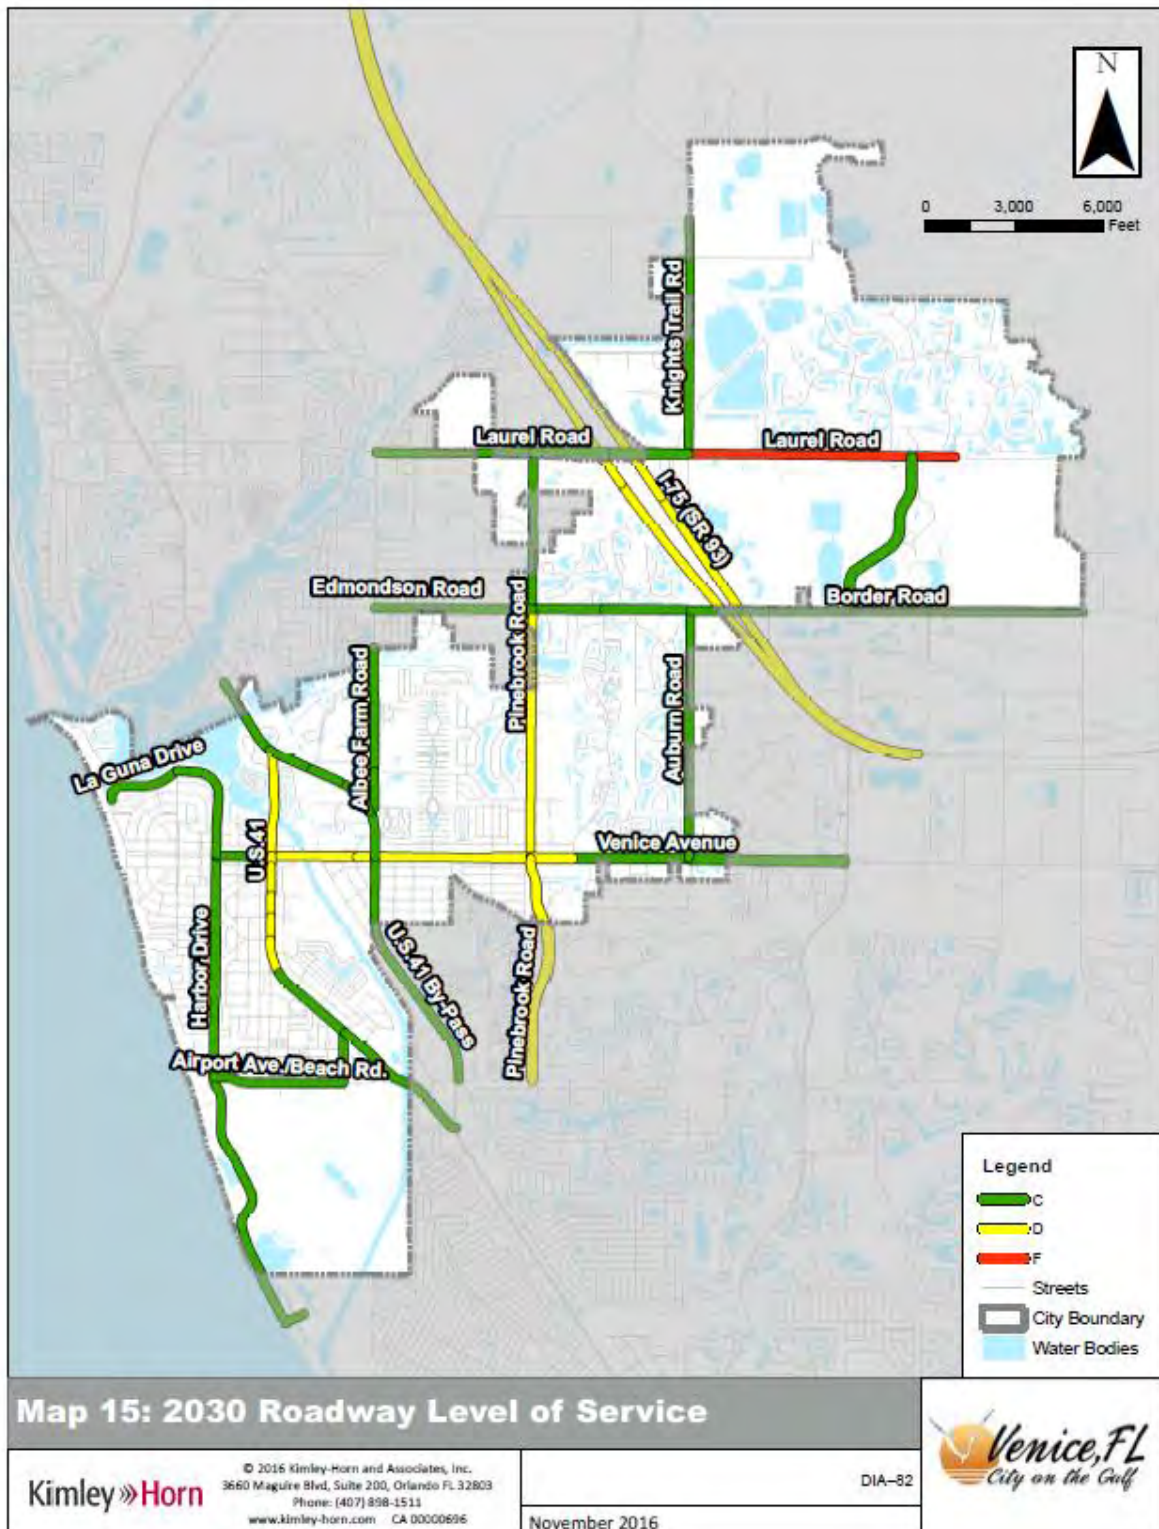 N
0 3,000 6,000
Feet
Knights Trail Rd
Laurel Road
Laurel Road
I-75 (SR 93)
Edmondson Road
Border Road
Pinebrook Road
Albee Farm Road
Auburn Road
La Guna Drive
U.S.41
Venice Avenue
Harbor Drive
U.S.41 By-Pass
Pinebrook Road
Airport Ave./Beach Rd.
Legend
C
D
F
Streets
City Boundary
Water Bodies
Map 15: 2030 Roadway Level of Service
Kimley»Horn
© 2016 Kimley-Horn and Associates, Inc.
3660 Maguire Blvd, Suite 200, Orlando FL 32803
Phone: (407) 898-1511
www.kimley-horn.com CA 00000696
DIA–82
November 2016
Venice, FL
City on the Gulf